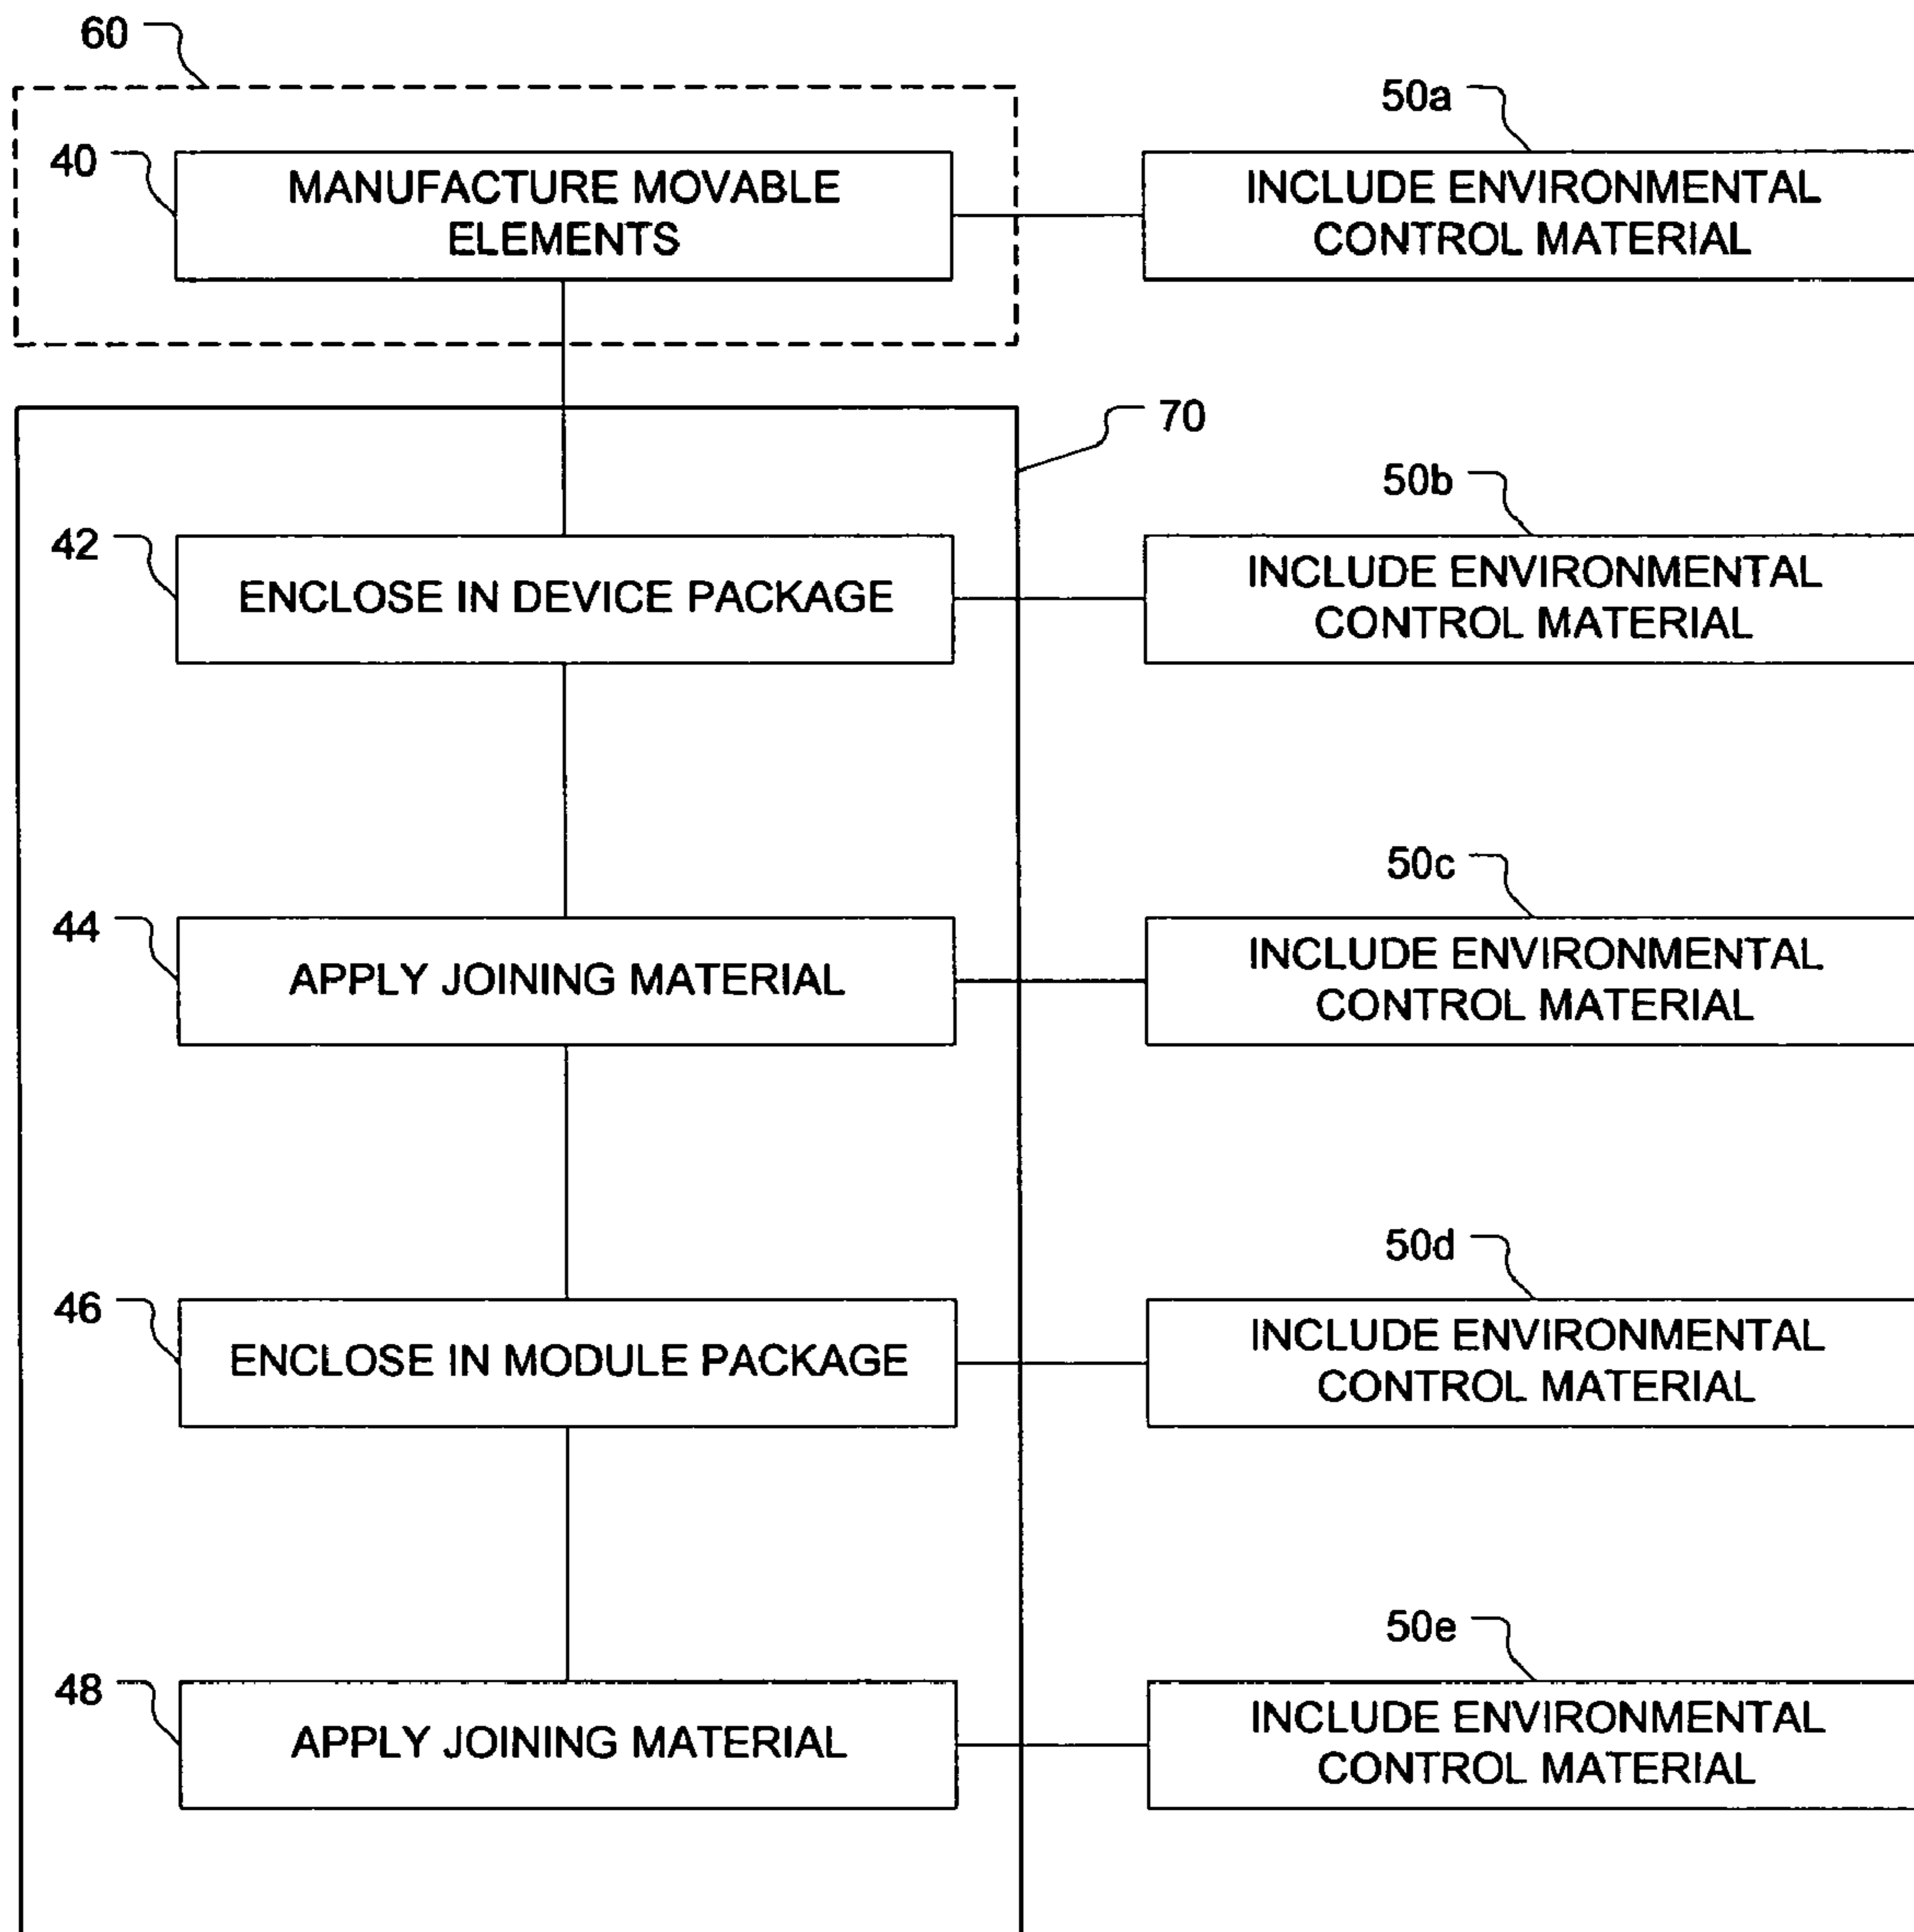 60
50a
40
MANUFACTURE MOVABLE
ELEMENTS
INCLUDE ENVIRONMENTAL
CONTROL MATERIAL
70
50b
42
ENCLOSE IN DEVICE PACKAGE
INCLUDE ENVIRONMENTAL
CONTROL MATERIAL
50c
44
APPLY JOINING MATERIAL
INCLUDE ENVIRONMENTAL
CONTROL MATERIAL
50d
46
ENCLOSE IN MODULE PACKAGE
INCLUDE ENVIRONMENTAL
CONTROL MATERIAL
50e
48
APPLY JOINING MATERIAL
INCLUDE ENVIRONMENTAL
CONTROL MATERIAL